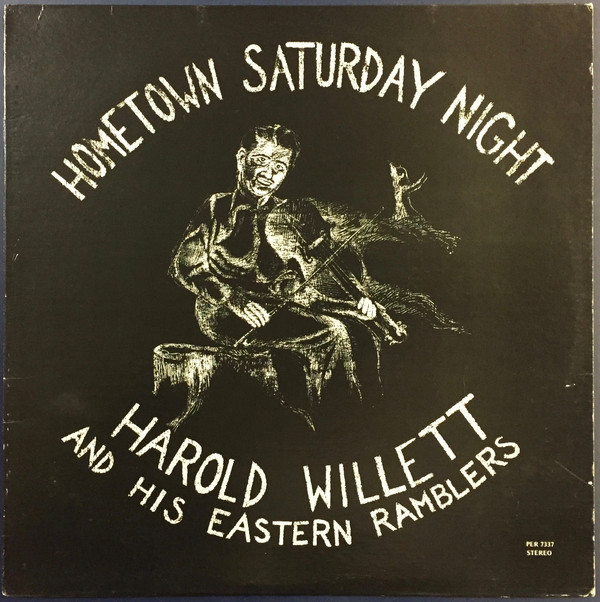 HOMETOWN SATURDAY NIGHT
HAROLD WILLETT
AND HIS EASTERN RAMBLERS
PER 7337
STEREO